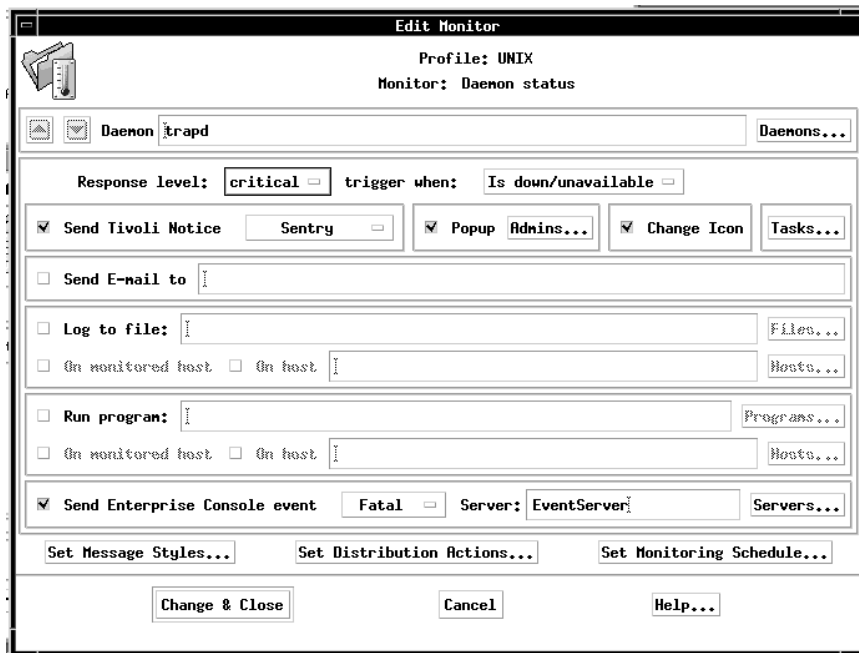 Edit Monitor
Profile: UNIX
Monitor: Daemon status
Daemon trapd Daemons...
Response level: critical trigger when: Is down/unavailable
Send Tivoli Notice Sentry Popup Admins... Change Icon Tasks...
Send E-mail to
Log to file: Files...
On monitored host On host Hosts...
Run program: Programs...
On monitored host On host Hosts...
Send Enterprise Console event Fatal Server: EventServer Servers...
Set Message Styles... Set Distribution Actions... Set Monitoring Schedule...
Change & Close Cancel Help...